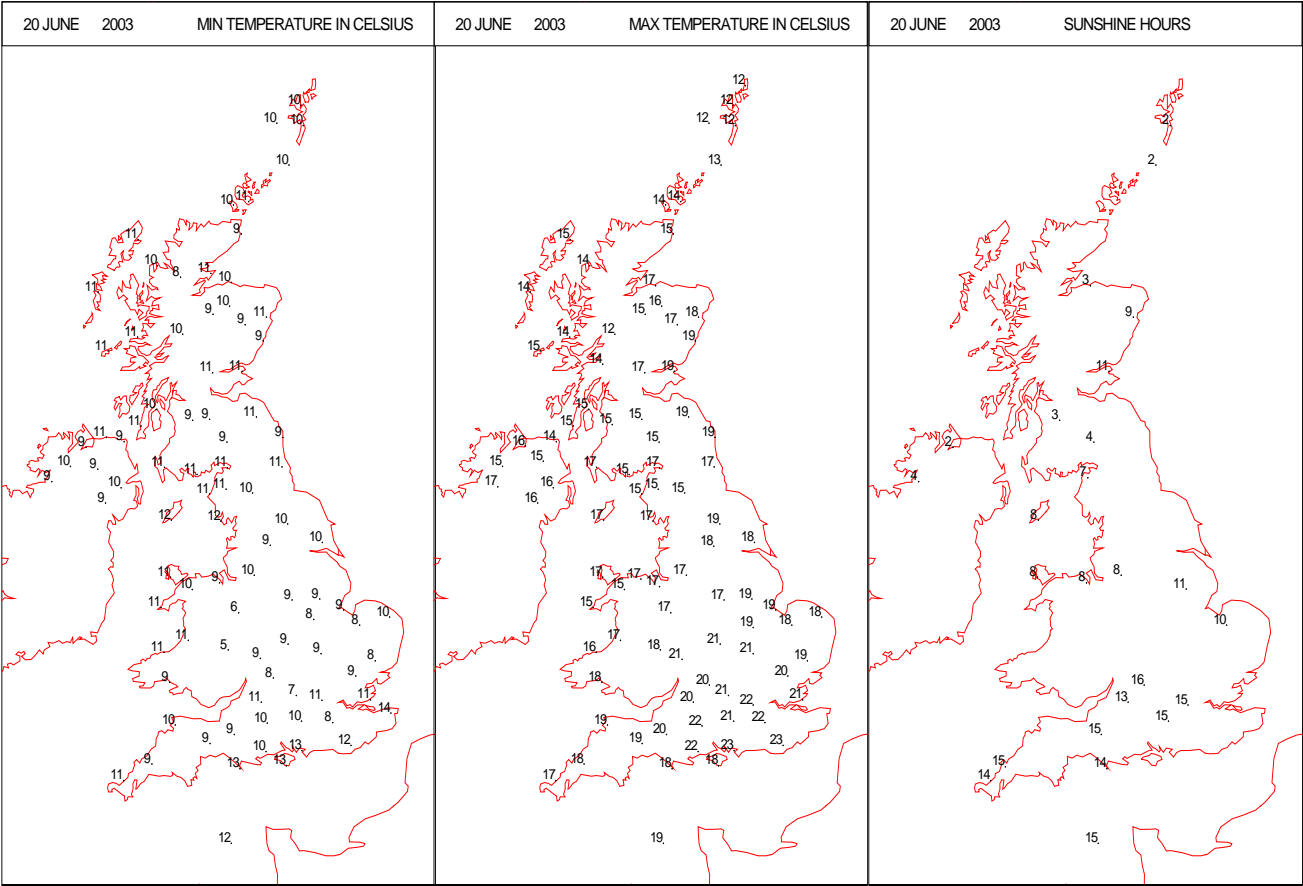 20 JUNE 2003 MIN TEMPERATURE IN CELSIUS
10.
10. 10.
10.
10. 11.
9.
11.
10. 8. 11.
10.
11.
10.
9. 11.
9.
10. 11. 9.
11.
11. 11.
10.
9. 9. 11.
11.
11. 9. 9. 9.
9.
10. 9. 11. 11. 11. 11.
9. 10. 11. 11. 10.
9.
12. 12. 10.
9. 10.
11. 10. 9. 10.
11. 9. 9.
6. 8. 9. 8. 10.
11. 11. 5. 9. 9.
9. 8.
9. 8. 9.
11. 7. 11. 11.
10. 10. 10. 8. 14.
9. 9.
10. 13. 12.
9. 13. 13.
11.
12.
20 JUNE 2003 MAX TEMPERATURE IN CELSIUS
12.
12.
12. 12.
13.
14. 14.
15. 15.
14.
14. 17.
15. 16. 18.
17.
14. 12. 19.
15.
14. 17. 19.
15.
15. 15. 15. 19.
16. 14. 15. 19.
15. 15. 17. 15. 17. 17.
17. 16. 15. 15. 15.
16.
17. 17. 19.
18. 18.
17. 15. 17. 17. 17.
15. 17. 17. 19. 19.
19. 18. 18.
16. 17. 18. 21. 21.
21. 19.
18. 20. 20.
20. 21. 22. 21.
19. 20. 22. 21. 22.
19. 22. 23. 23.
18. 18. 18.
17.
19.
20 JUNE 2003 SUNSHINE HOURS
2.
2.
3.
9.
11.
3.
2. 4.
4. 7.
8.
8. 8. 8. 11.
10.
16.
13. 15.
15. 15.
15. 14.
14.
15.